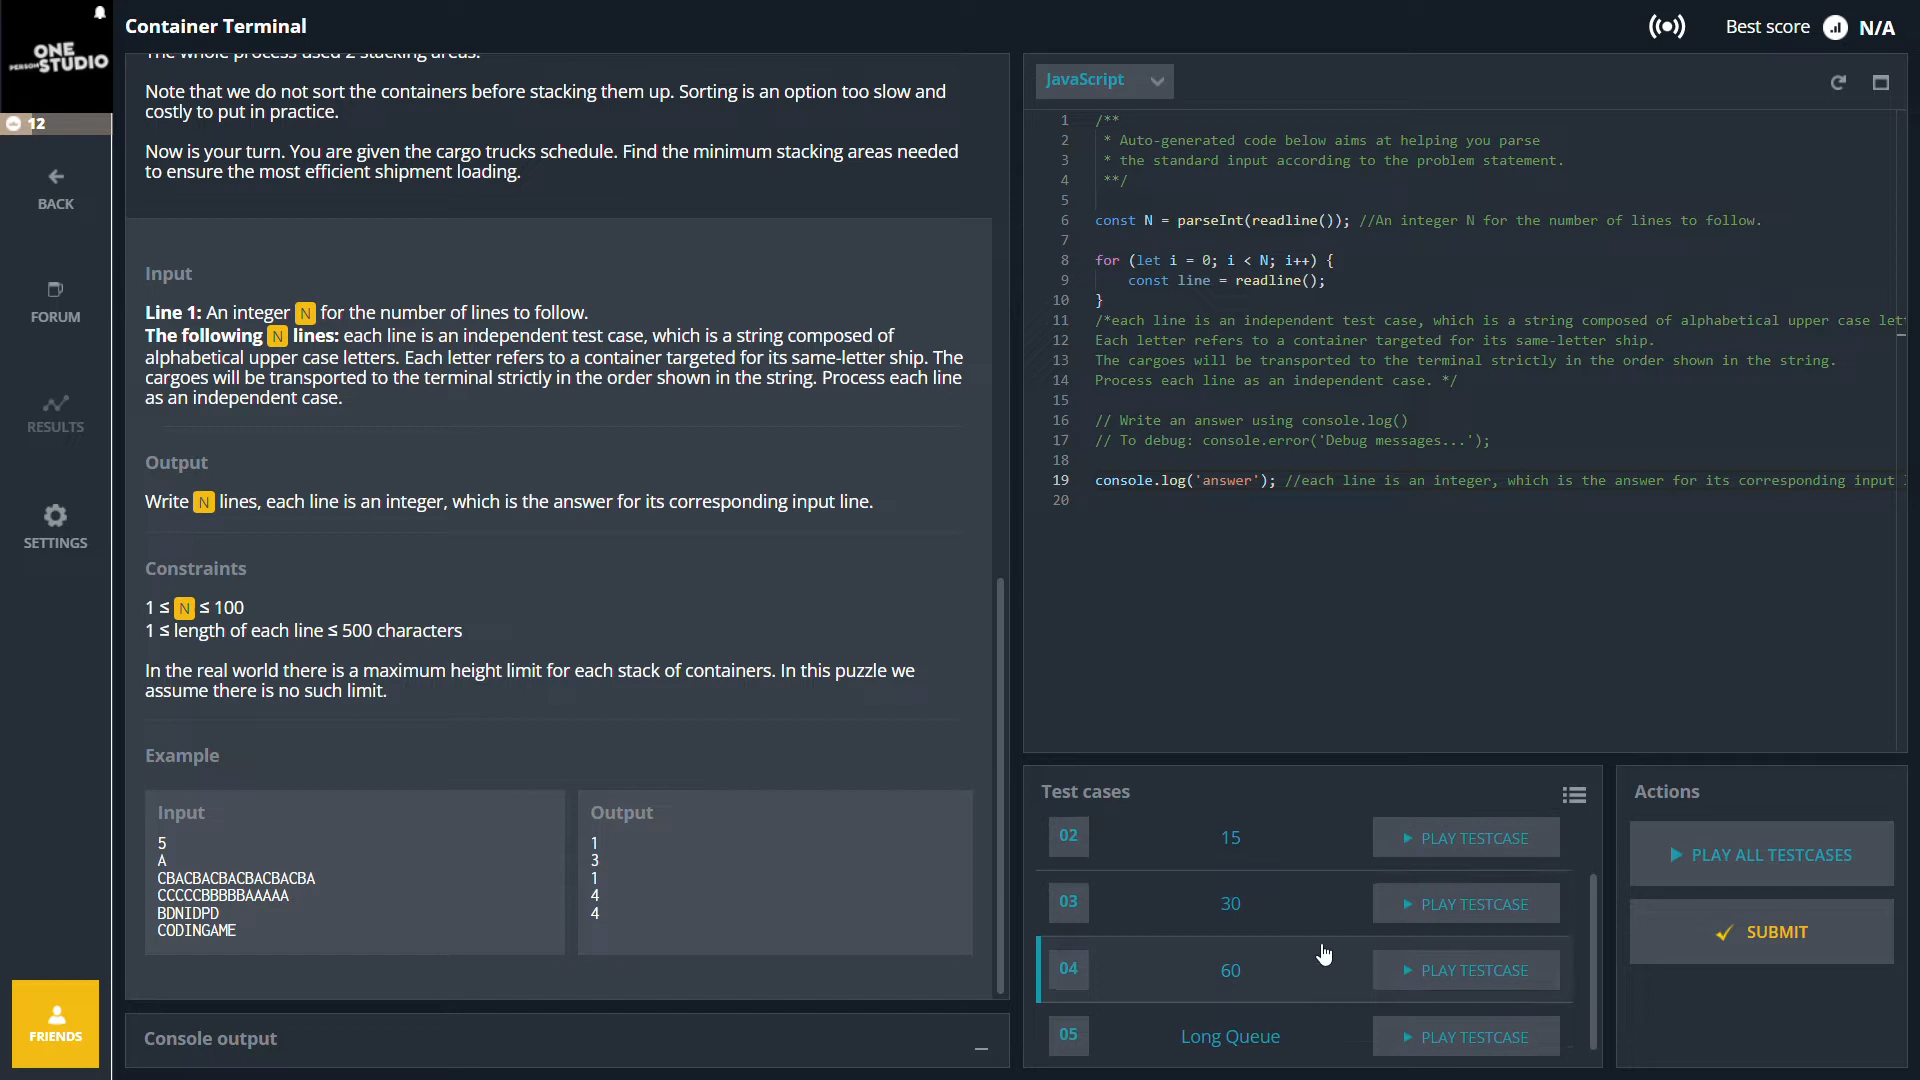 Container Terminal
Best score N/A
ONE
PERSON STUDIO
12
BACK
FORUM
RESULTS
SETTINGS
FRIENDS
The whole process used 2 stacking areas.
Note that we do not sort the containers before stacking them up. Sorting is an option too slow and
costly to put in practice.
Now is your turn. You are given the cargo trucks schedule. Find the minimum stacking areas needed
to ensure the most efficient shipment loading.
Input
Line 1: An integer N for the number of lines to follow.
The following N lines: each line is an independent test case, which is a string composed of
alphabetical upper case letters. Each letter refers to a container targeted for its same-letter ship. The
cargoes will be transported to the terminal strictly in the order shown in the string. Process each line
as an independent case.
Output
Write N lines, each line is an integer, which is the answer for its corresponding input line.
Constraints
1 ≤ N ≤ 100
1 ≤ length of each line ≤ 500 characters
In the real world there is a maximum height limit for each stack of containers. In this puzzle we
assume there is no such limit.
Example
Input
5
A
CBACBACBACBACBACBA
CCCCCBBBBBAAAAA
BDNIDPD
CODINGAME
Output
1
3
1
4
4
Console output
JavaScript
1 /**
2 * Auto-generated code below aims at helping you parse
3 * the standard input according to the problem statement.
4 **/
5
6 const N = parseInt(readline()); //An integer N for the number of lines to follow.
7
8 for (let i = 0; i < N; i++) {
9 const line = readline();
10 }
11 /*each line is an independent test case, which is a string composed of alphabetical upper case let
12 Each letter refers to a container targeted for its same-letter ship.
13 The cargoes will be transported to the terminal strictly in the order shown in the string.
14 Process each line as an independent case. */
15
16 // Write an answer using console.log()
17 // To debug: console.error('Debug messages...');
18
19 console.log('answer'); //each line is an integer, which is the answer for its corresponding input
20
Test cases
02 15 PLAY TESTCASE
03 30 PLAY TESTCASE
04 60 PLAY TESTCASE
05 Long Queue PLAY TESTCASE
Actions
PLAY ALL TESTCASES
SUBMIT